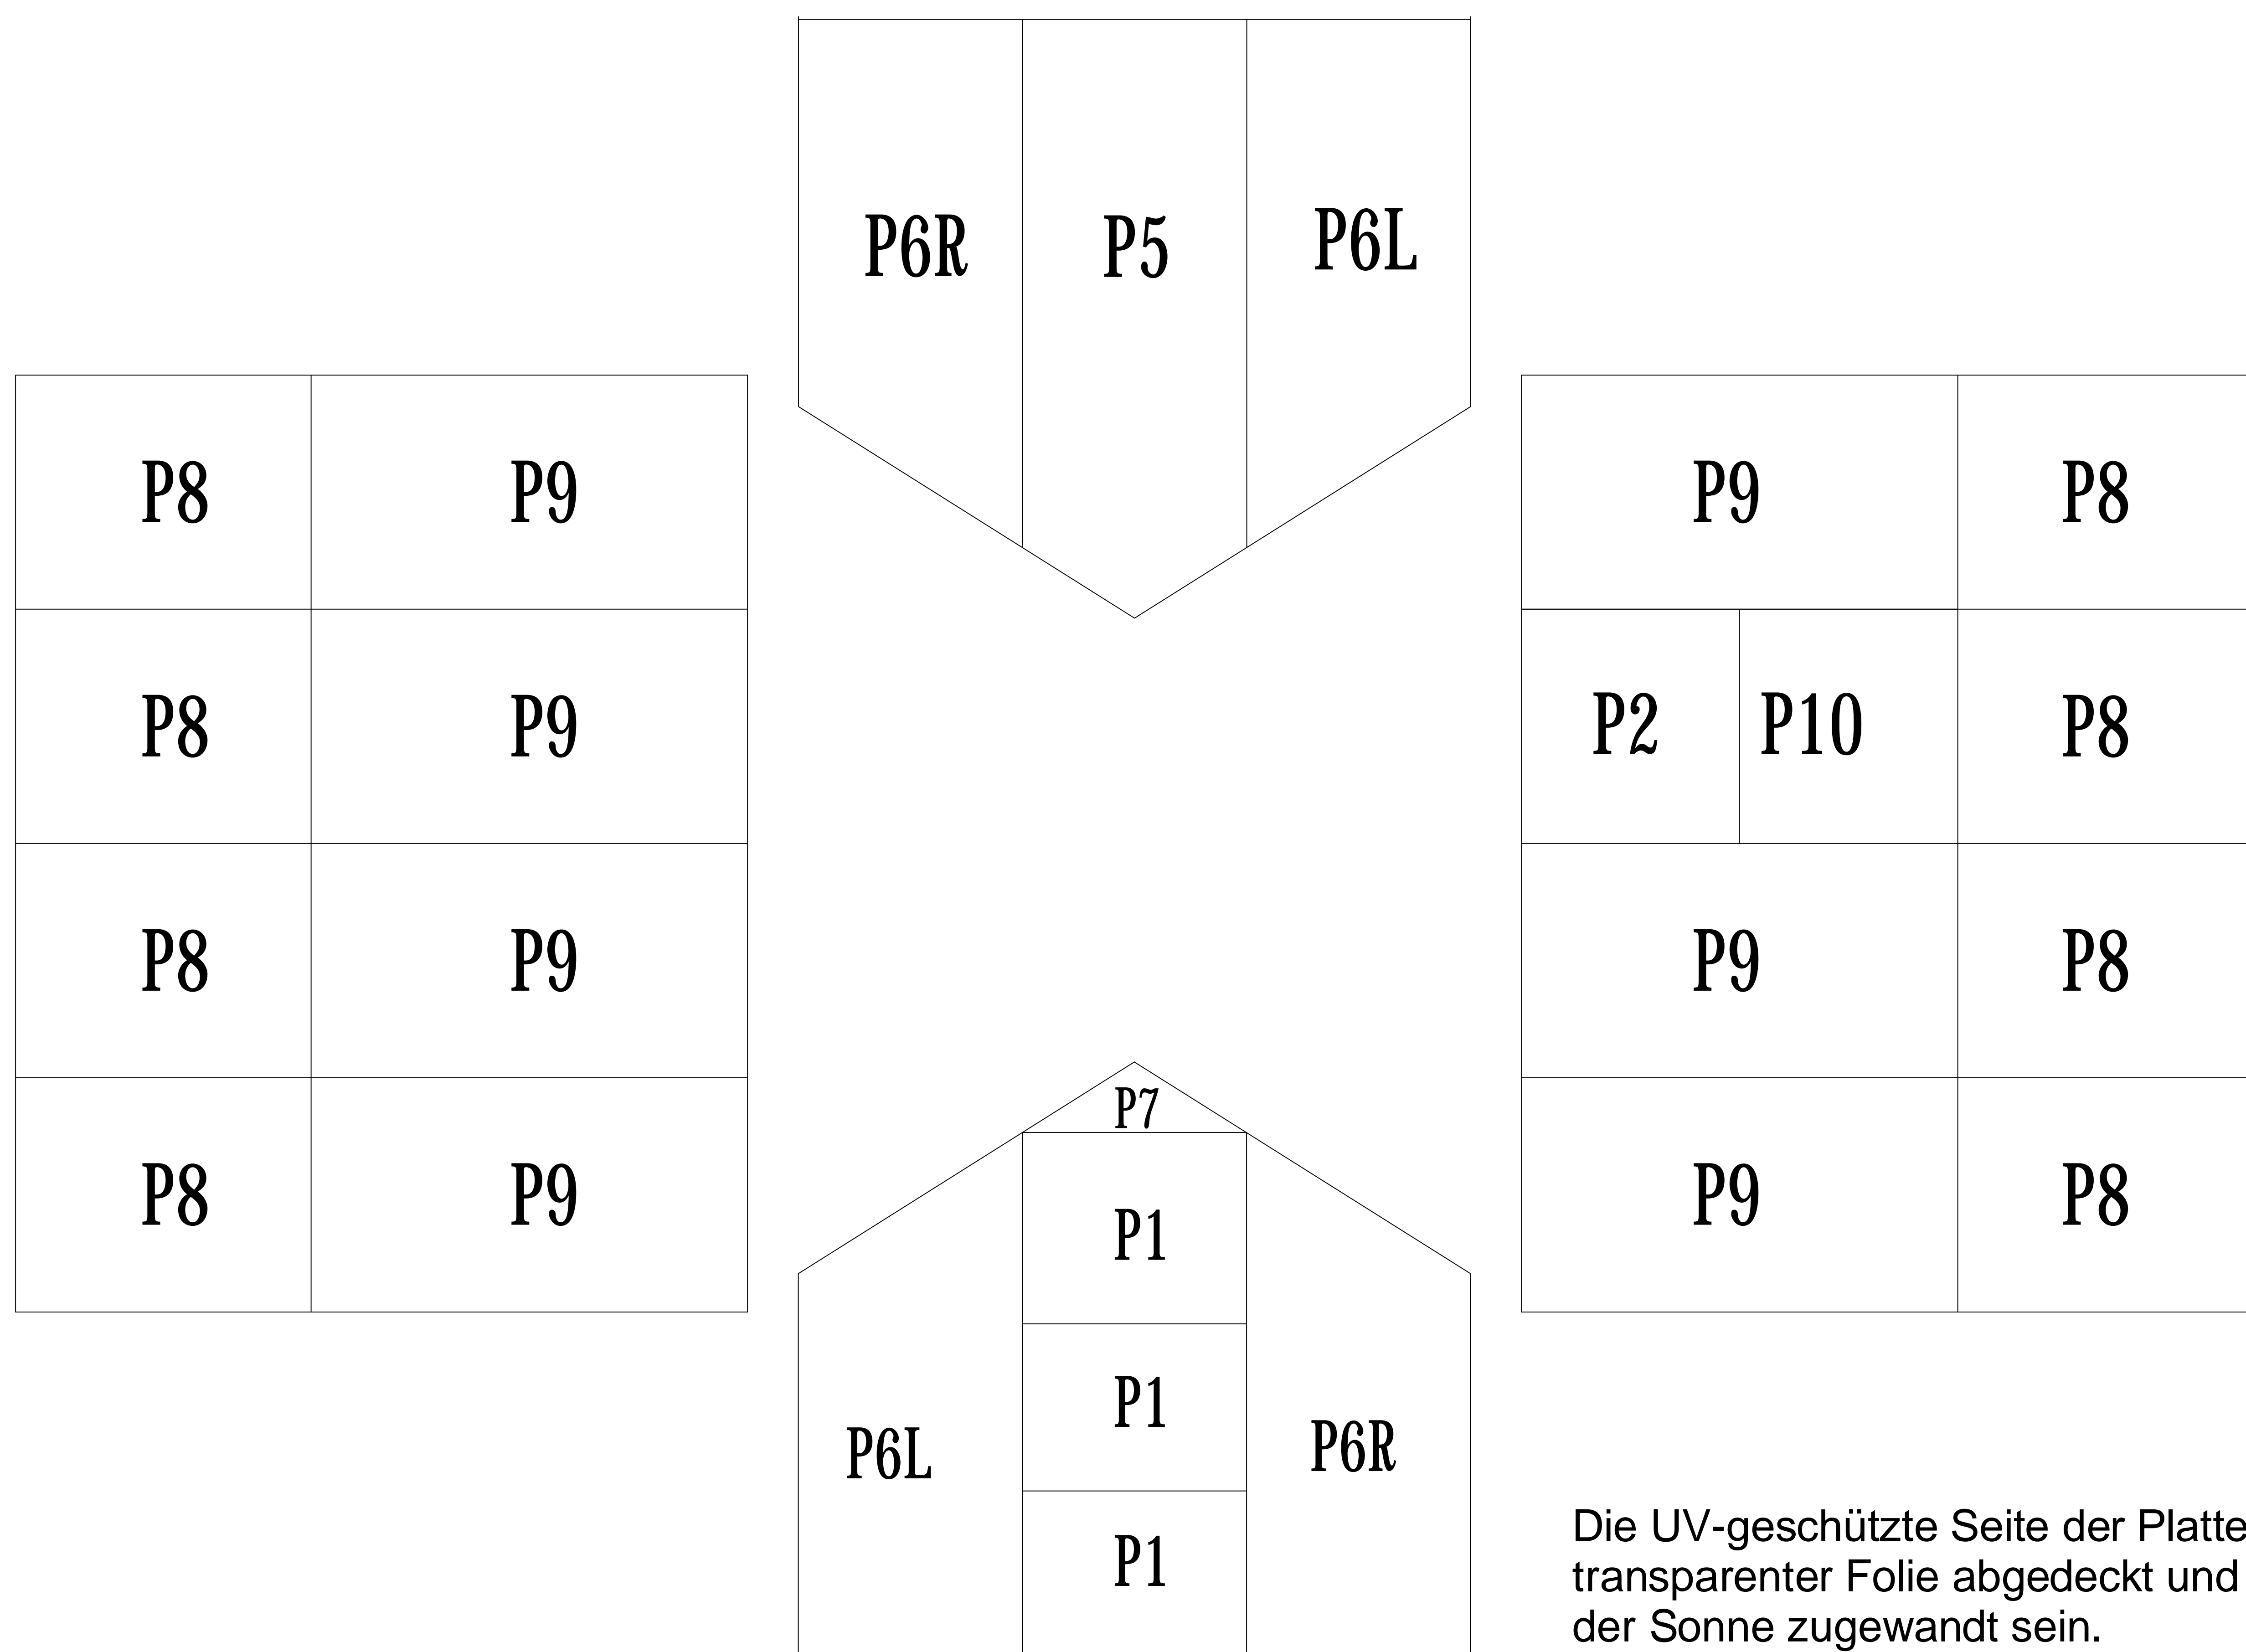 P6R P5 P6L
P8 P9 P9 P8
P8 P9 P2 P10 P8
P8 P9 P9 P8
P7
P8 P9 P9 P8
P1
P1
P6L P6R
P1
Die UV-geschützte Seite der Platte
transparenter Folie abgedeckt und
der Sonne zugewandt sein.